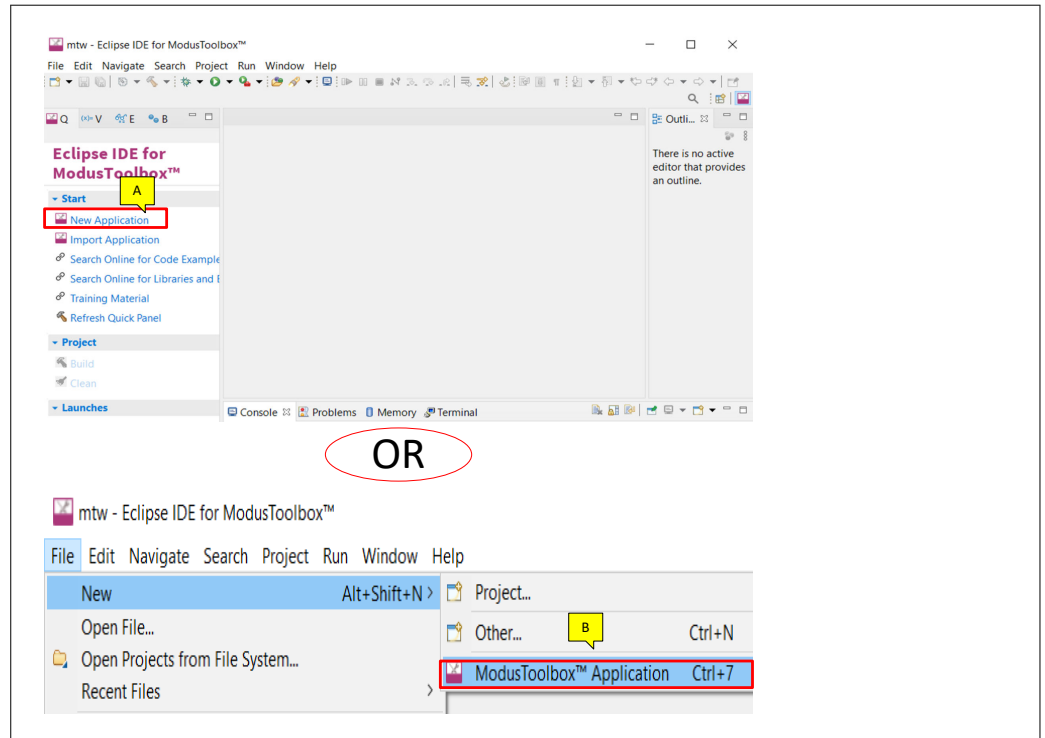 mtw - Eclipse IDE for ModusToolbox™
File Edit Navigate Search Project Run Window Help
Q (x)= V E B
Outli...
Eclipse IDE for
ModusToolbox™
There is no active
editor that provides
an outline.
A
Start
New Application
Import Application
Search Online for Code Example
Search Online for Libraries and
Training Material
Refresh Quick Panel
Project
Build
Clean
Launches
Console Problems Memory Terminal
OR
mtw - Eclipse IDE for ModusToolbox™
File Edit Navigate Search Project Run Window Help
New Alt+Shift+N > Project...
Open File... Other... B Ctrl+N
Open Projects from File System...
ModusToolbox™ Application Ctrl+7
Recent Files >